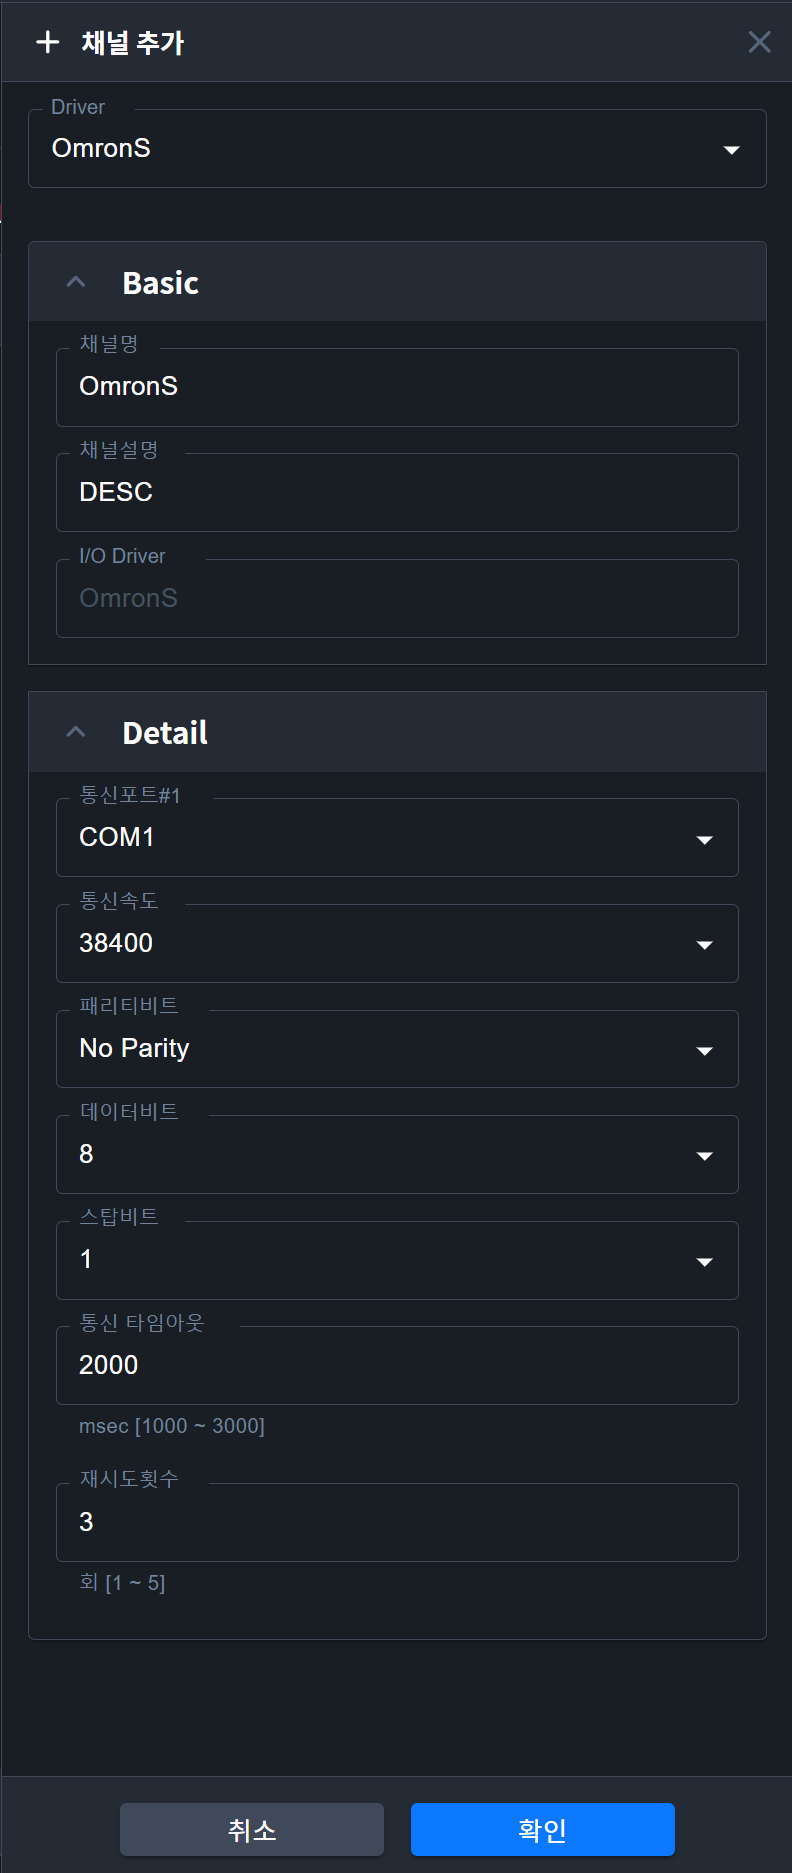 채널 추가
Driver
OmronS
Basic
채널명
OmronS
채널설명
DESC
I/O Driver
OmronS
Detail
통신포트#1
COM1
통신속도
38400
패리티비트
No Parity
데이터비트
8
스탑비트
1
통신 타임아웃
2000
msec [1000 ~ 3000]
재시도횟수
3
회 [1 ~ 5]
취소 확인